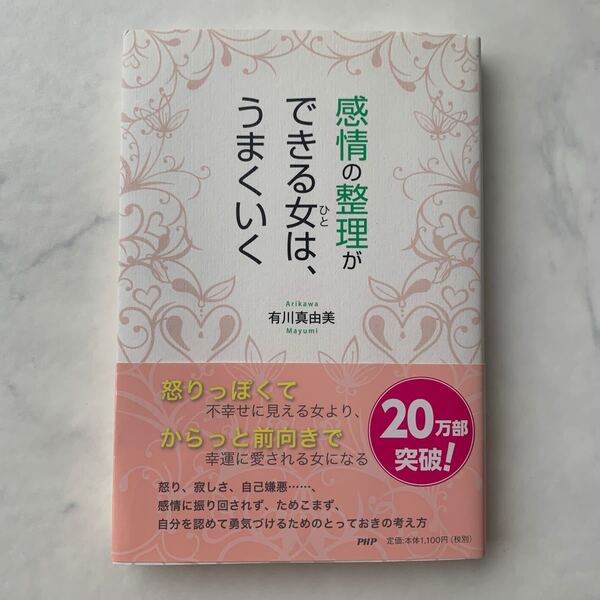 感情の整理が
できる女は、
ひと
うまくいく
Arikawa
有川真由美
Mayumi
怒りっぽくて
不幸せに見える女より、
からっと前向きで
幸運に愛される女になる
20万部
突破!
怒り、寂しさ、自己嫌悪……、
感情に振り回されず、ためこまず、
自分を認めて勇気づけるためのとっておきの考え方
PHP 定価:本体1,100円(税別)